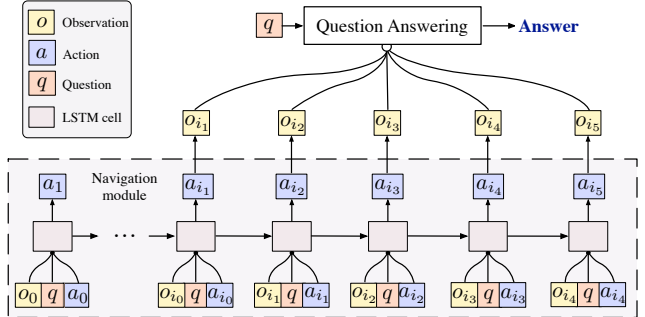 o Observation
a Action
q Question
LSTM cell
q Question Answering Answer
o_{i_1} o_{i_2} o_{i_3} o_{i_4} o_{i_5}
Navigation
module
a_1 a_{i_1} a_{i_2} a_{i_3} a_{i_4} a_{i_5}
...
o_0 q a_0 o_{i_0} q a_{i_0} o_{i_1} q a_{i_1} o_{i_2} q a_{i_2} o_{i_3} q a_{i_3} o_{i_4} q a_{i_4}